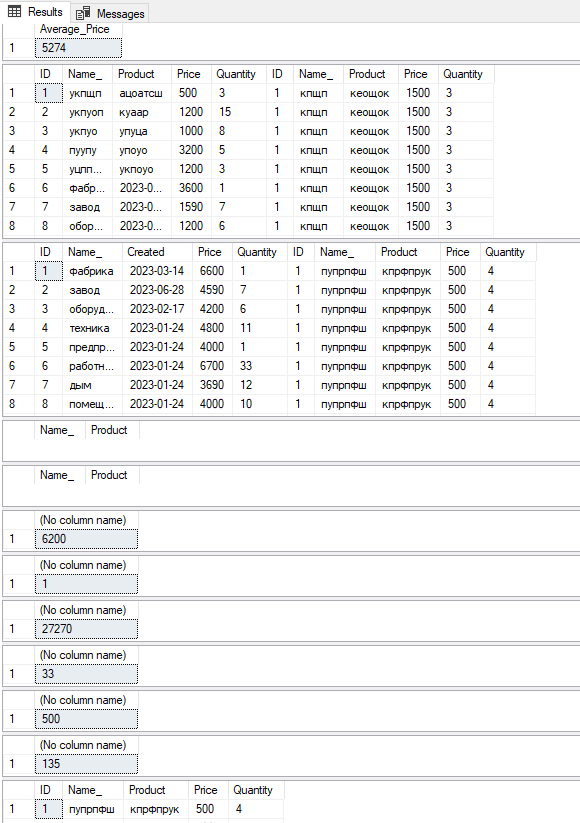 Results Messages
Average_Price
1 5274
ID Name_ Product Price Quantity ID Name_ Product Price Quantity
1 1 укпщп ацоатсш 500 3 1 кпщп кеощок 1500 3
2 2 укпуоп куаар 1200 15 1 кпщп кеощок 1500 3
3 3 укпуо упуца 1000 8 1 кпщп кеощок 1500 3
4 4 пуупу упоуо 3200 5 1 кпщп кеощок 1500 3
5 5 уцпп... укпоуо 1200 3 1 кпщп кеощок 1500 3
6 6 фабр... 2023-0... 3600 1 1 кпщп кеощок 1500 3
7 7 завод 2023-0... 1590 7 1 кпщп кеощок 1500 3
8 8 обор... 2023-0... 1200 6 1 кпщп кеощок 1500 3
ID Name_ Created Price Quantity ID Name_ Product Price Quantity
1 1 фабрика 2023-03-14 6600 1 1 пупрпфш кпрфпрук 500 4
2 2 завод 2023-06-28 4590 7 1 пупрпфш кпрфпрук 500 4
3 3 оборуд... 2023-02-17 4200 6 1 пупрпфш кпрфпрук 500 4
4 4 техника 2023-01-24 4800 11 1 пупрпфш кпрфпрук 500 4
5 5 предпр... 2023-01-24 4000 1 1 пупрпфш кпрфпрук 500 4
6 6 работн... 2023-01-24 6700 33 1 пупрпфш кпрфпрук 500 4
7 7 дым 2023-01-24 3690 12 1 пупрпфш кпрфпрук 500 4
8 8 помещ... 2023-01-24 4000 10 1 пупрпфш кпрфпрук 500 4
Name_ Product
Name_ Product
(No column name)
1 6200
(No column name)
1 1
(No column name)
1 27270
(No column name)
1 33
(No column name)
1 500
(No column name)
1 135
ID Name_ Product Price Quantity
1 1 пупрпфш кпрфпрук 500 4